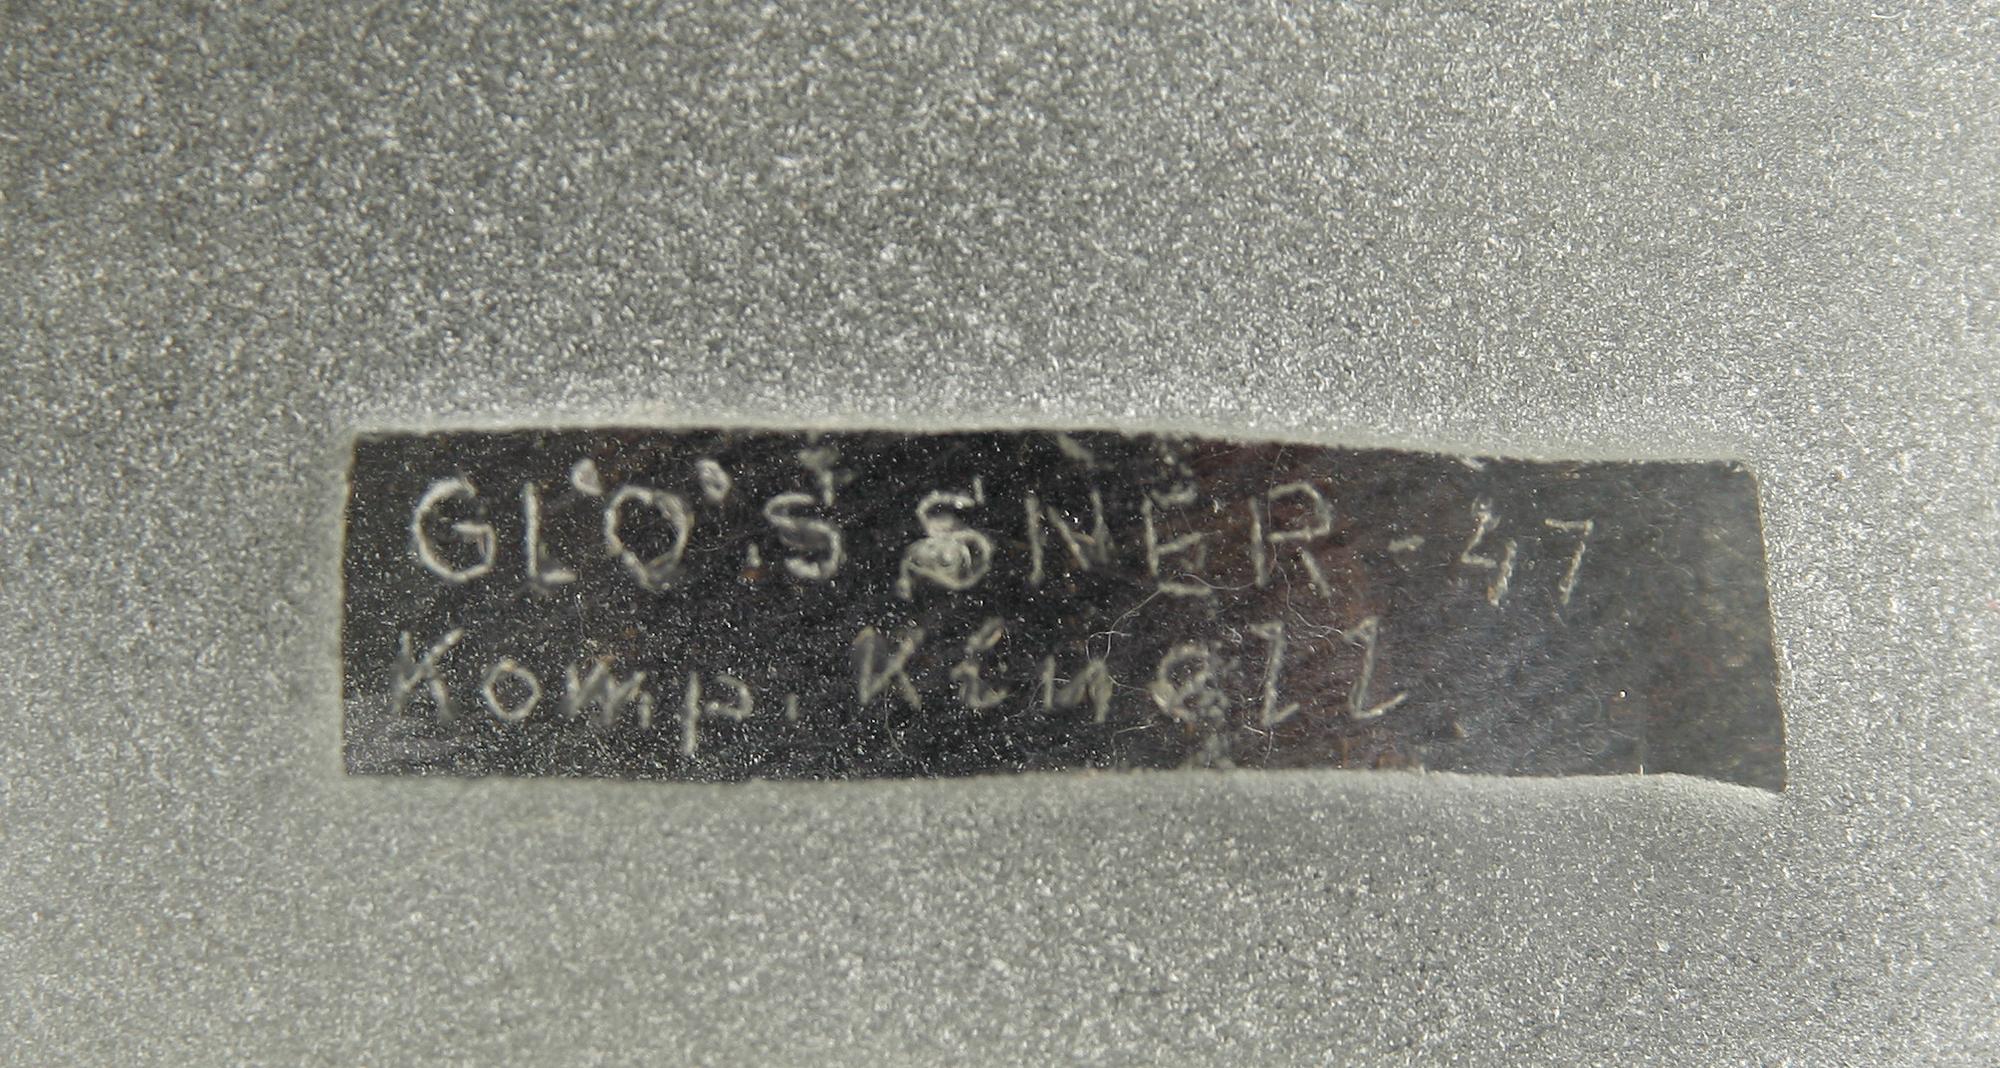 GLÖSSNER - 47
Komp. Kinell